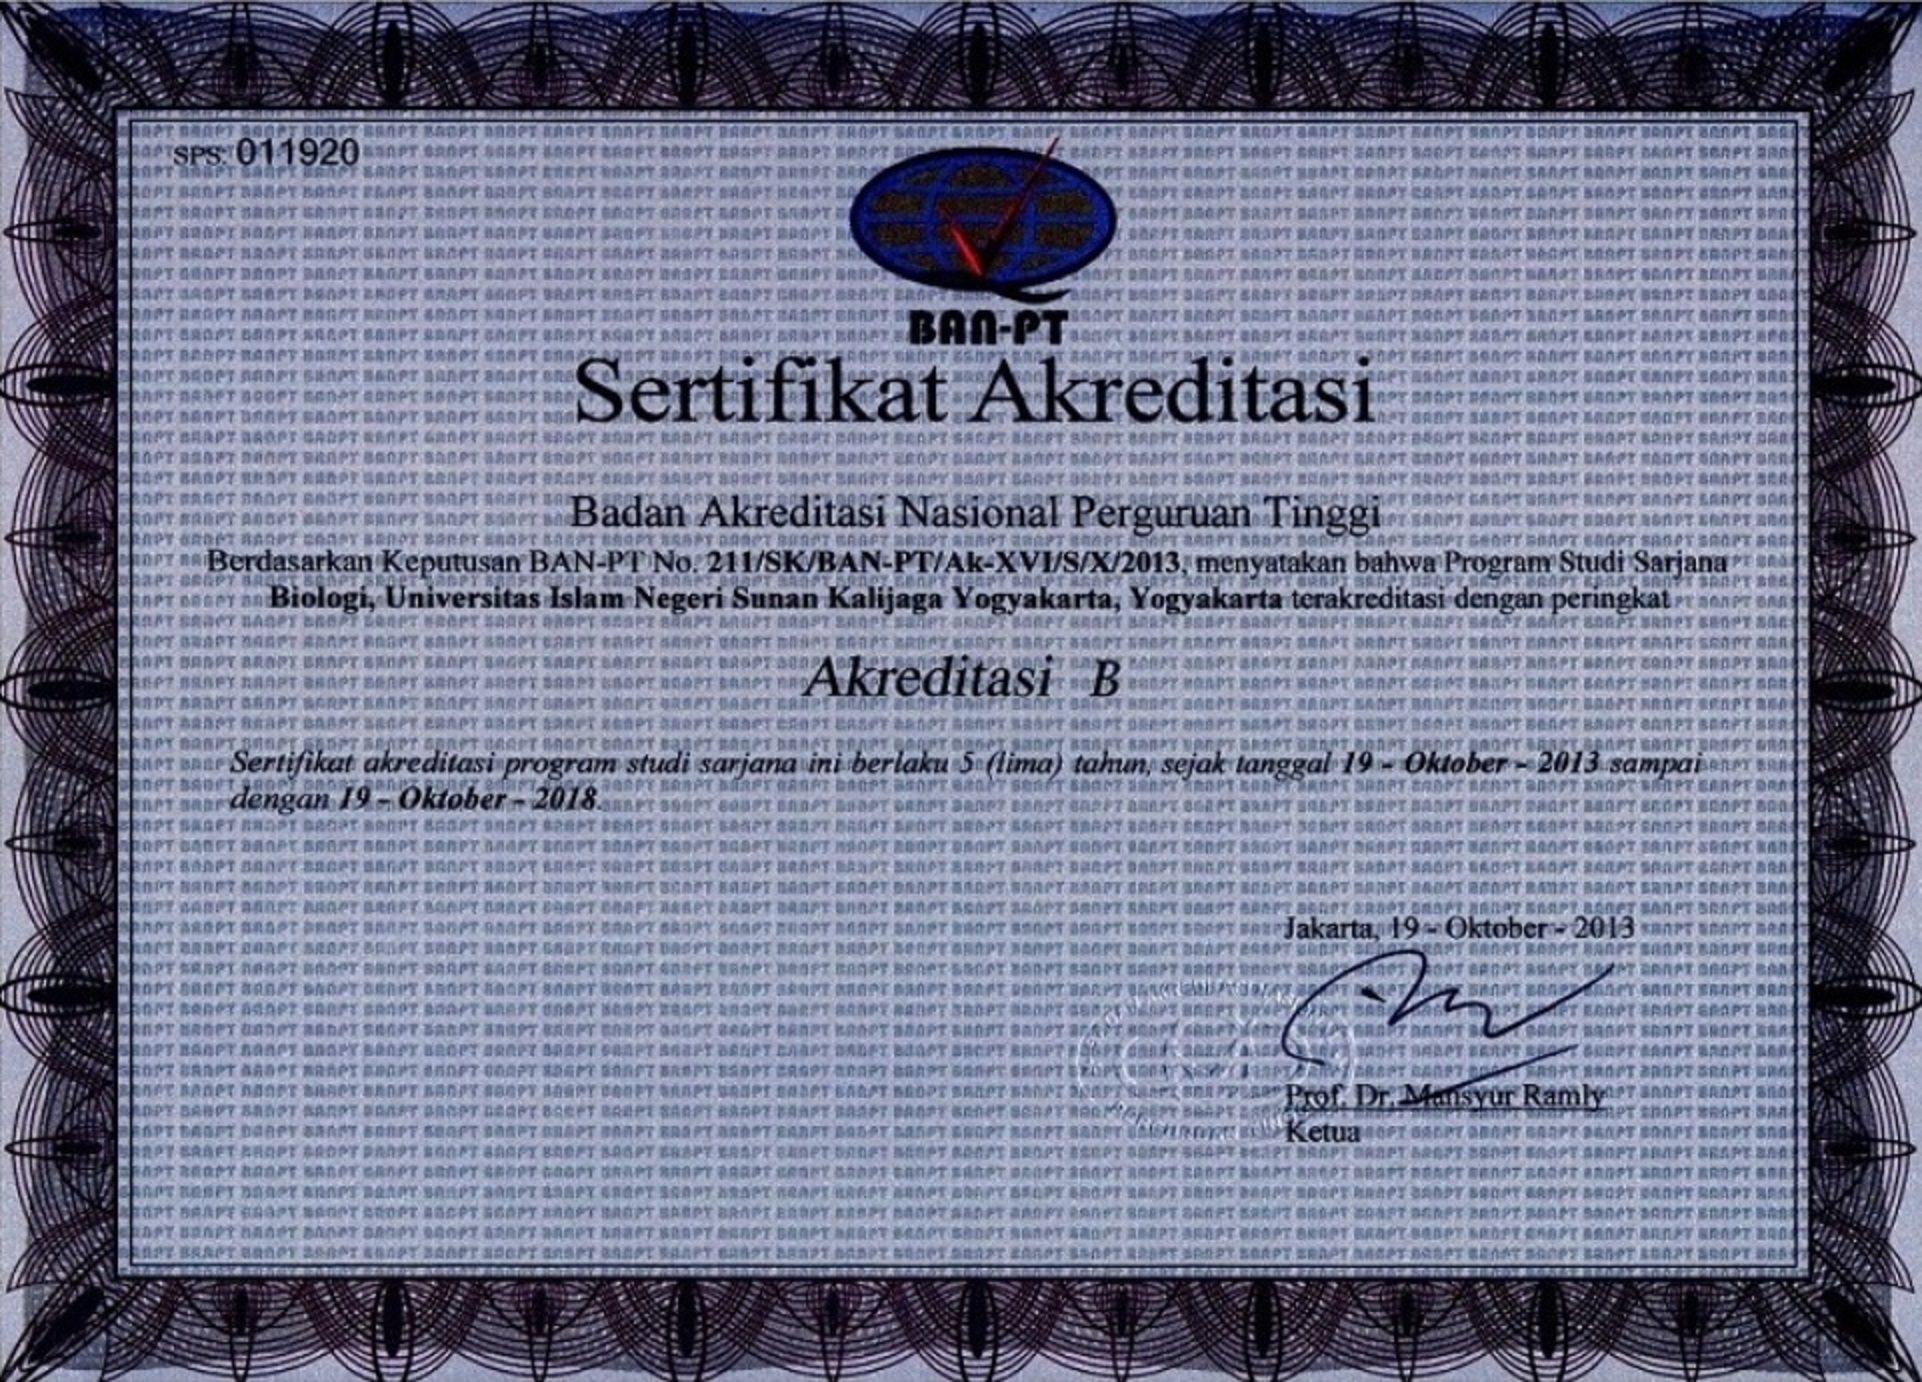 SPS: 011920
BAN-PT
Sertifikat Akreditasi
Badan Akreditasi Nasional Perguruan Tinggi
Berdasarkan Keputusan BAN-PT No. 211/SK/BAN-PT/Ak-XVI/S/X/2013, menyatakan bahwa Program Studi Sarjana
Biologi, Universitas Islam Negeri Sunan Kalijaga Yogyakarta, Yogyakarta terakreditasi dengan peringkat
Akreditasi B
Sertifikat akreditasi program studi sarjana ini berlaku 5 (lima) tahun, sejak tanggal 19 - Oktober - 2013 sampai
dengan 19 - Oktober - 2018.
Jakarta, 19 - Oktober - 2013
Prof. Dr. Mansyur Ramly
Ketua